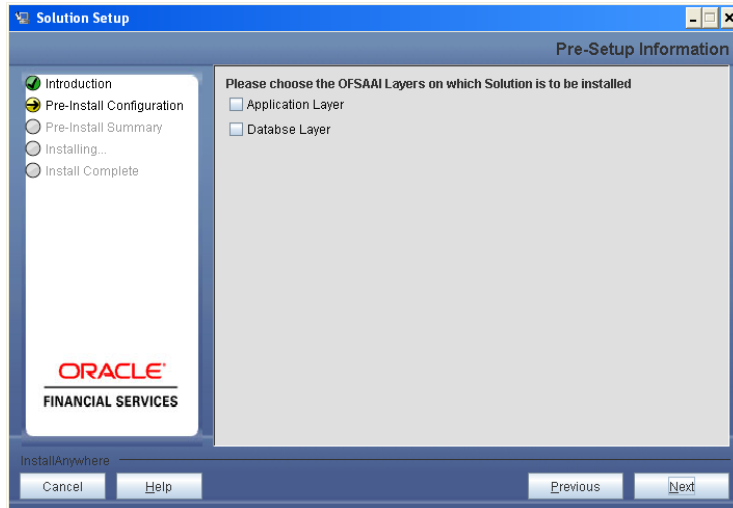 Solution Setup
Pre-Setup Information
Introduction
Pre-Install Configuration
Pre-Install Summary
Installing...
Install Complete
ORACLE
FINANCIAL SERVICES
Please choose the OFSAAI Layers on which Solution is to be installed
Application Layer
Databse Layer
InstallAnywhere
Cancel
Help
Previous
Next